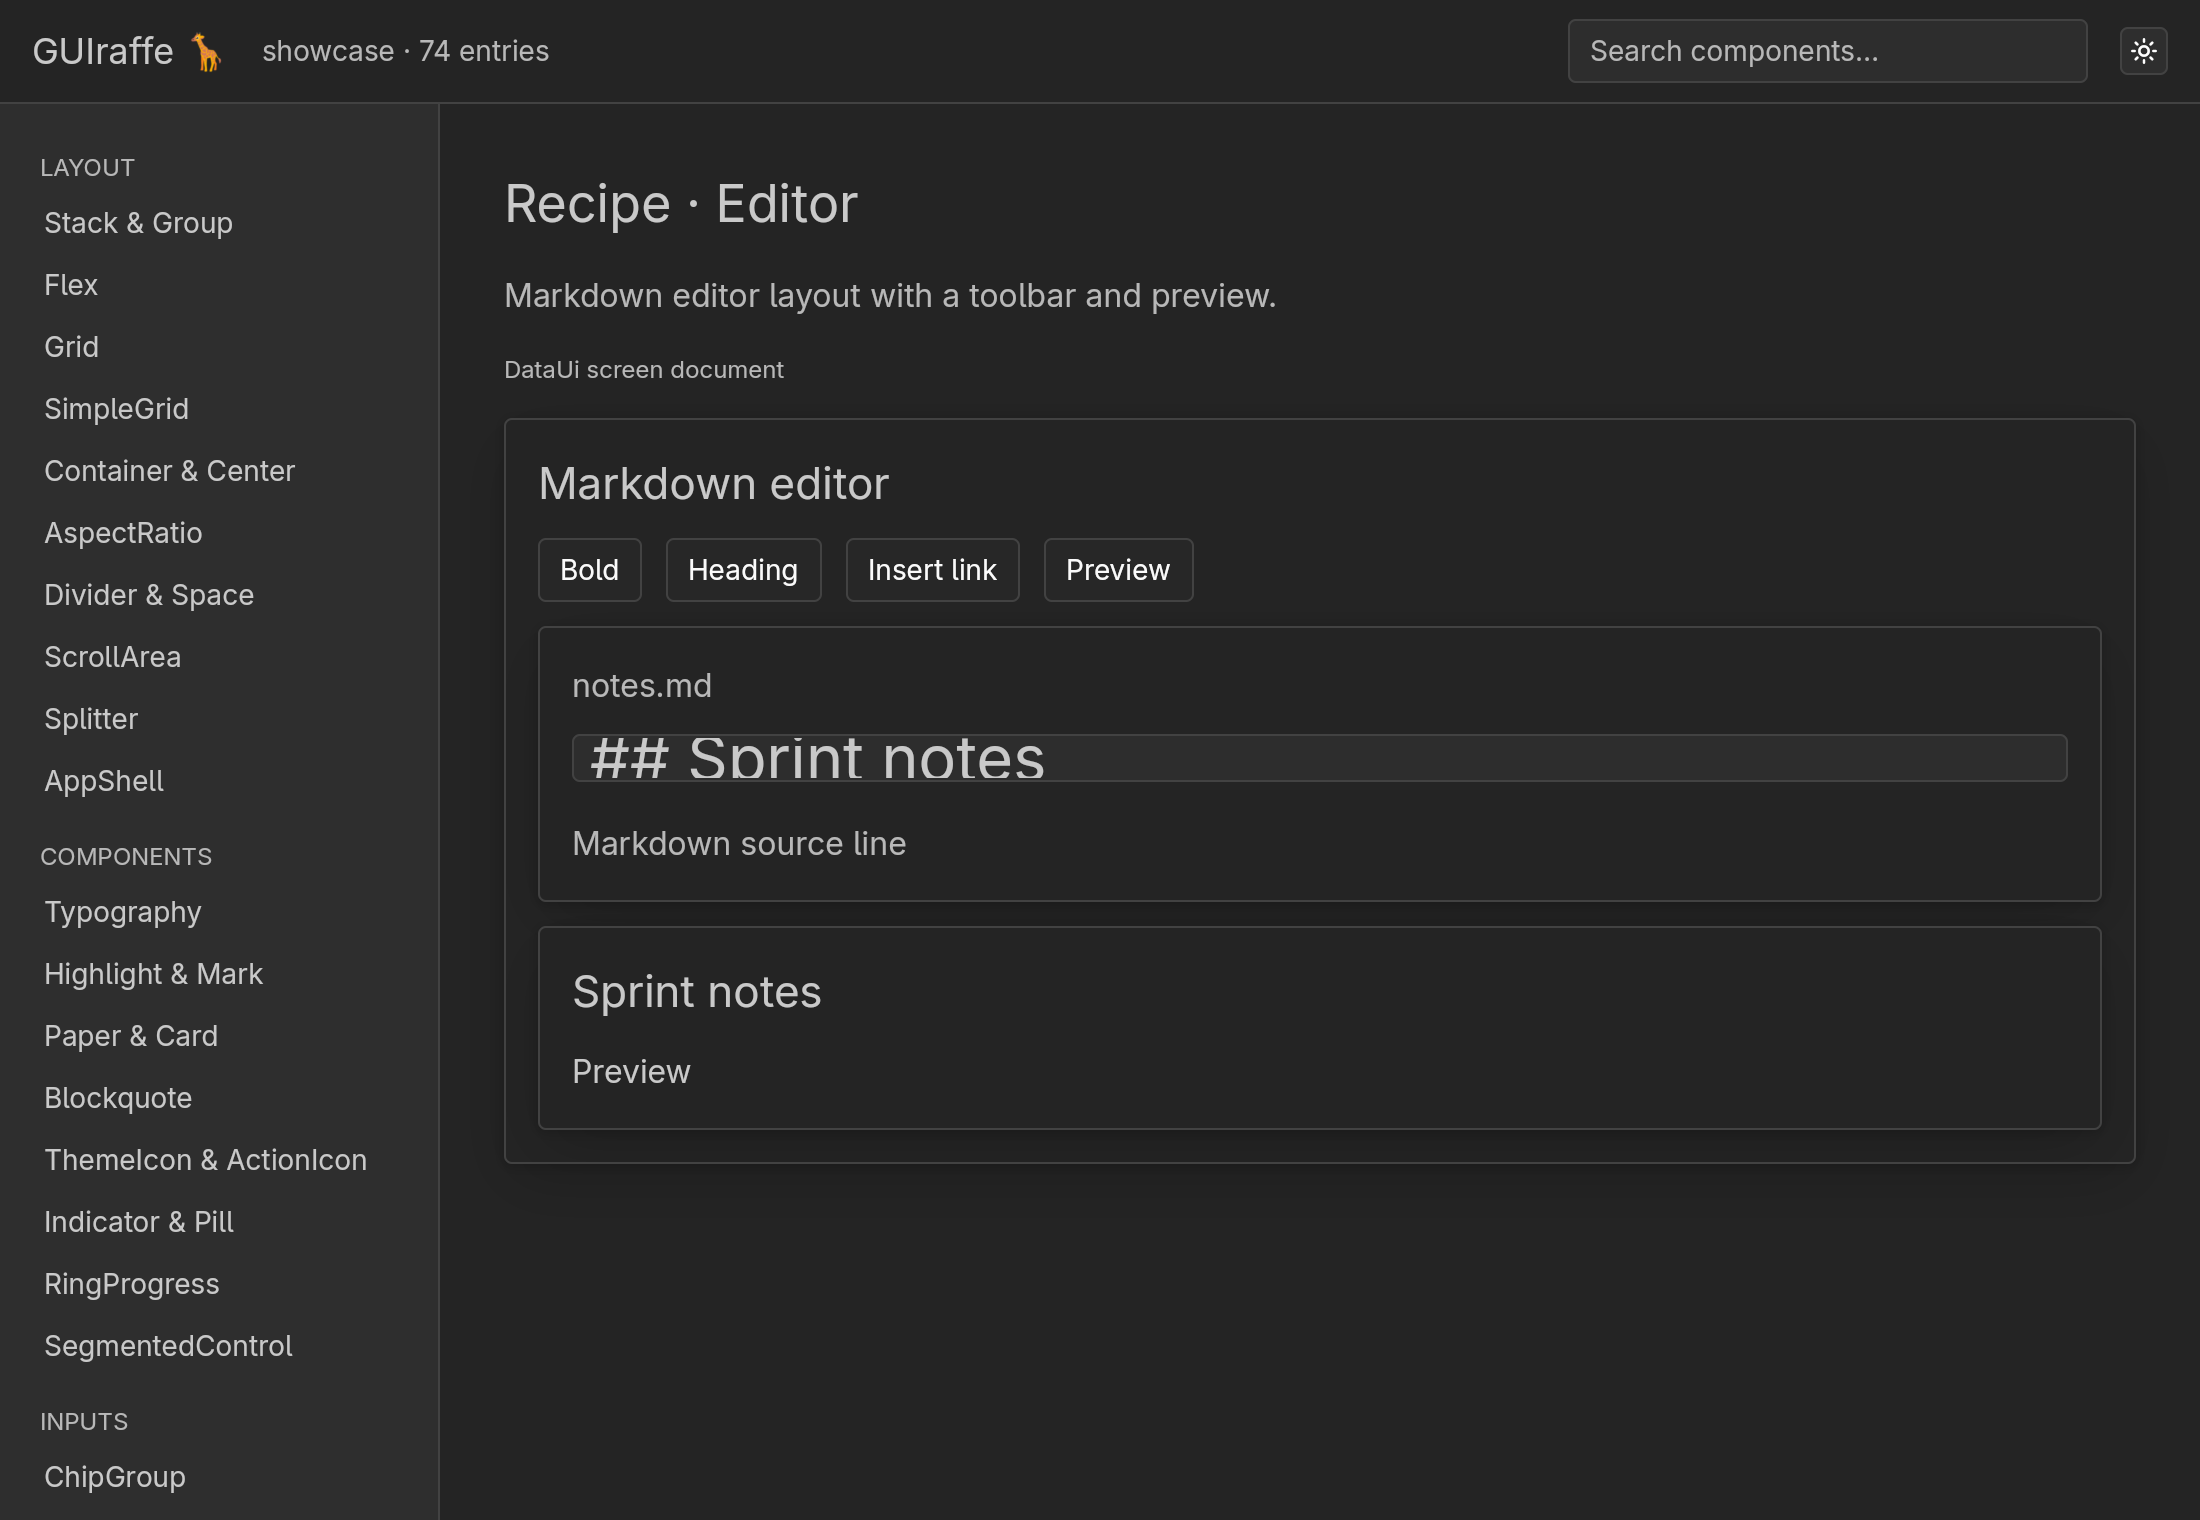 GUIraffe 🦒 showcase · 74 entries
Search components...
LAYOUT
Stack & Group
Flex
Grid
SimpleGrid
Container & Center
AspectRatio
Divider & Space
ScrollArea
Splitter
AppShell
COMPONENTS
Typography
Highlight & Mark
Paper & Card
Blockquote
ThemeIcon & ActionIcon
Indicator & Pill
RingProgress
SegmentedControl
INPUTS
ChipGroup
Recipe · Editor
Markdown editor layout with a toolbar and preview.
DataUi screen document
Markdown editor
Bold Heading Insert link Preview
notes.md
## Sprint notes
Markdown source line
Sprint notes
Preview